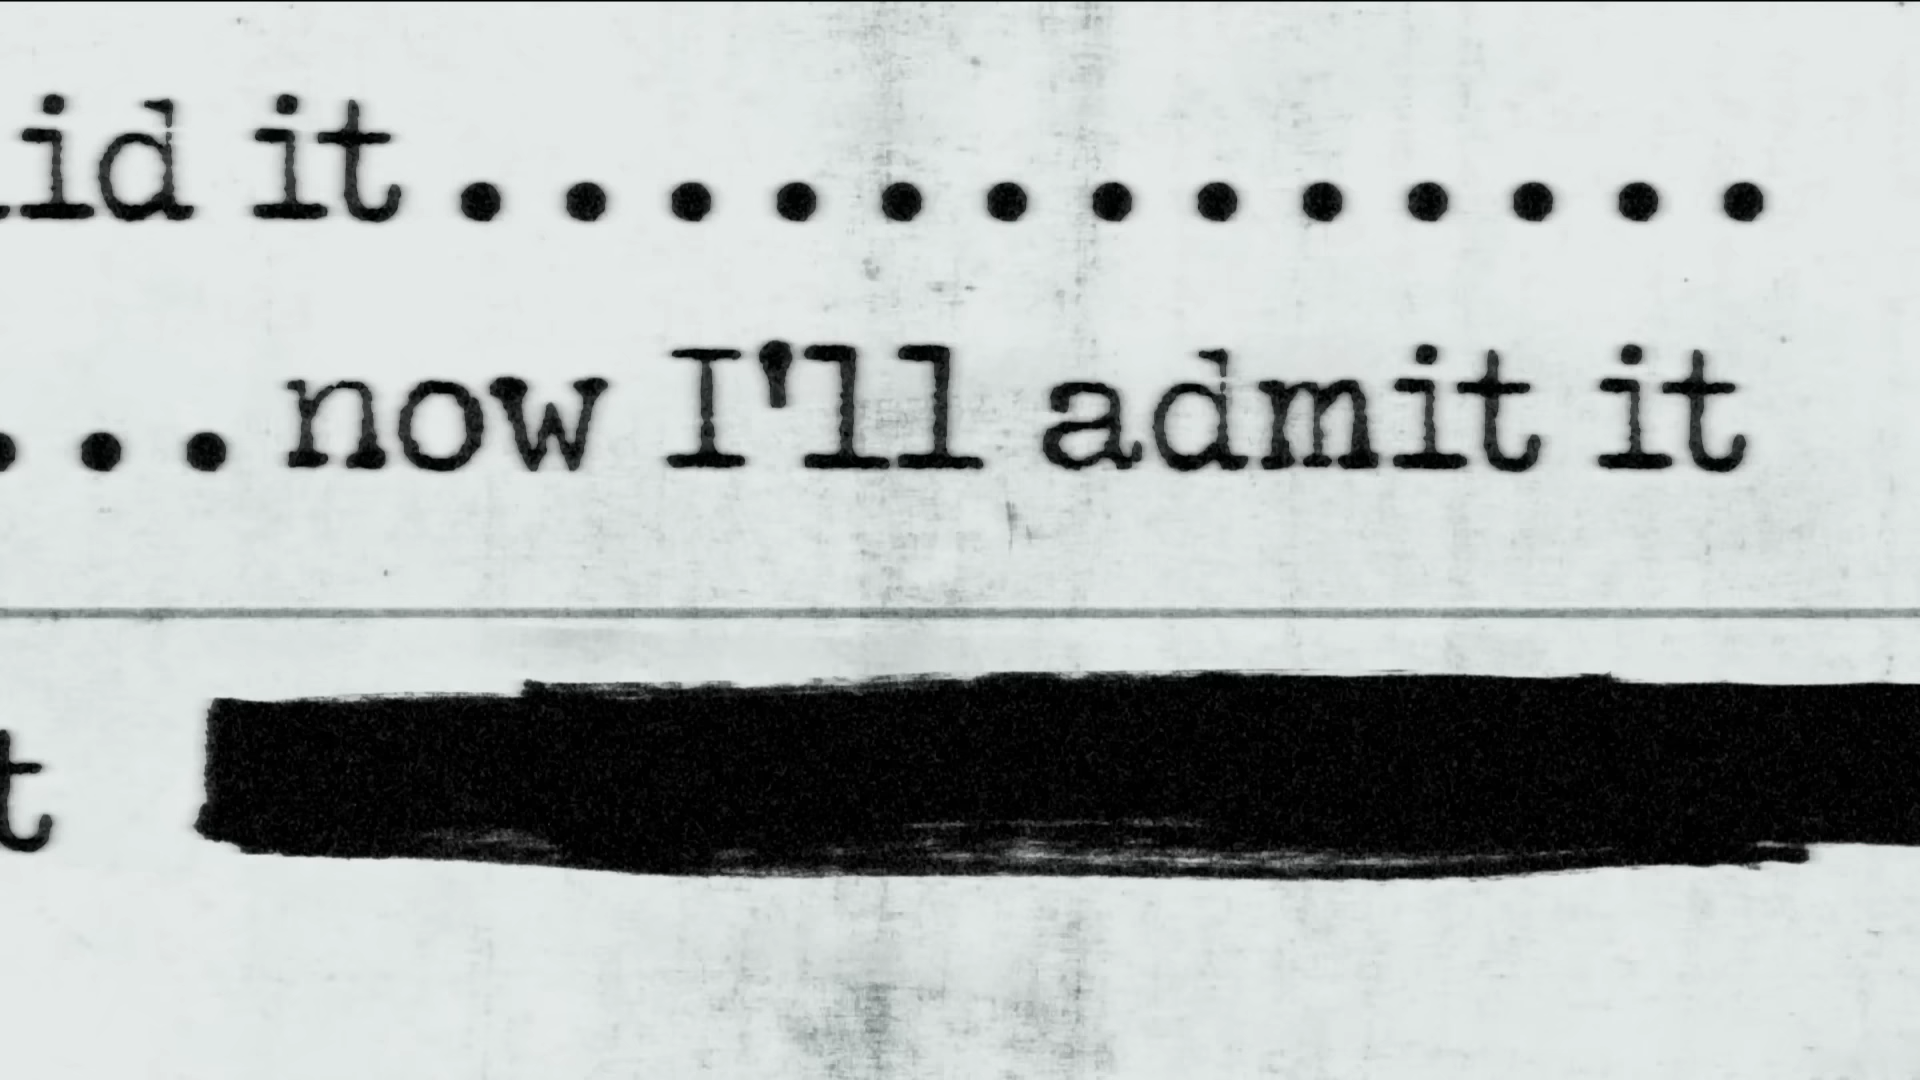 id it.............
...now I'll admit it
t